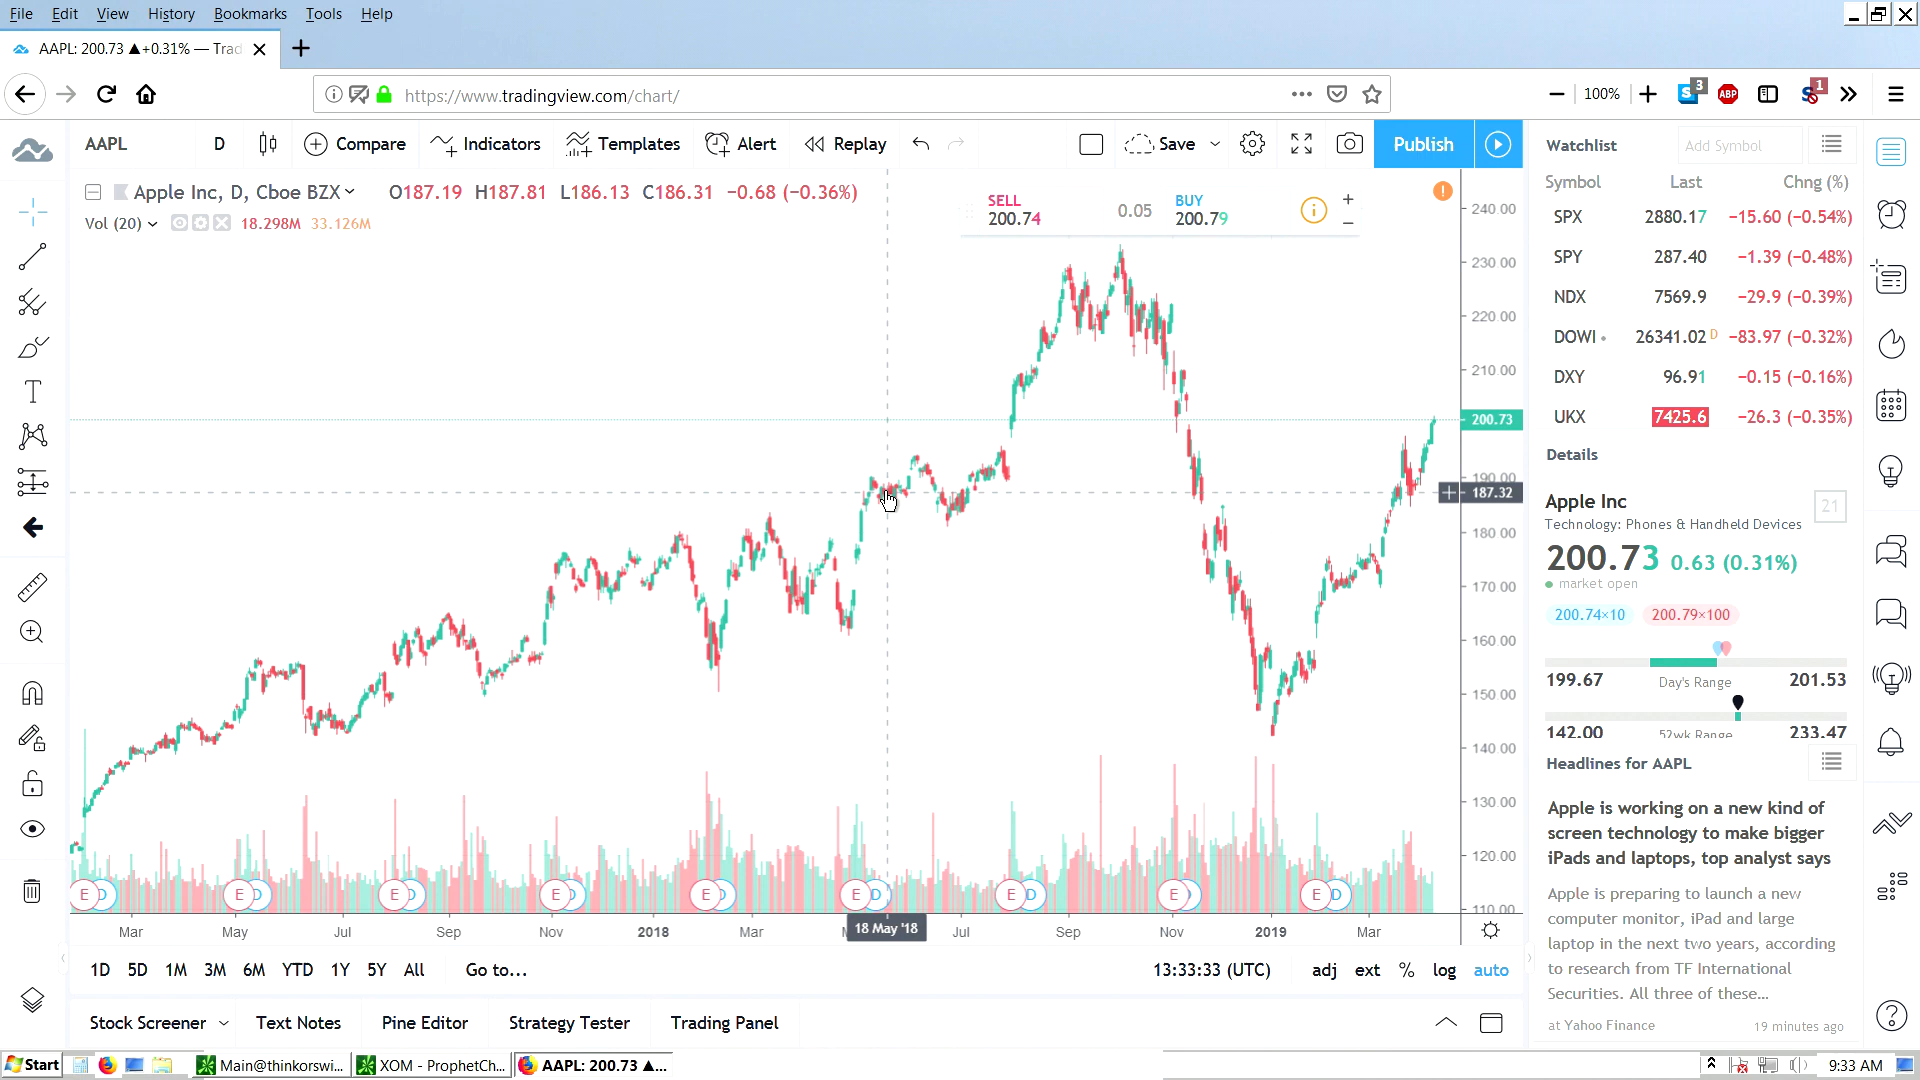 File Edit View History Bookmarks Tools Help
AAPL: 200.73 ▲+0.31% — Trad
https://www.tradingview.com/chart/
100%
3
ABP
1
AAPL D Compare Indicators Templates Alert Replay Save Publish
Apple Inc, D, Cboe BZX O187.19 H187.81 L186.13 C186.31 −0.68 (−0.36%)
Vol (20) 18.298M 33.126M
SELL
200.74
0.05
BUY
200.79
240.00
230.00
220.00
210.00
200.73
190.00
187.32
180.00
170.00
160.00
150.00
140.00
130.00
120.00
110.00
E D E D E D E D E D E D E D E D E D
Mar May Jul Sep Nov 2018 Mar 18 May '18 Jul Sep Nov 2019 Mar
1D 5D 1M 3M 6M YTD 1Y 5Y All Go to... 13:33:33 (UTC) adj ext % log auto
Stock Screener Text Notes Pine Editor Strategy Tester Trading Panel
Watchlist Add Symbol
Symbol Last Chng (%)
SPX 2880.17 −15.60 (−0.54%)
SPY 287.40 −1.39 (−0.48%)
NDX 7569.9 −29.9 (−0.39%)
DOWI 26341.02 D −83.97 (−0.32%)
DXY 96.91 −0.15 (−0.16%)
UKX 7425.6 −26.3 (−0.35%)
Details
Apple Inc
21
Technology: Phones & Handheld Devices
200.73 0.63 (0.31%)
market open
200.74×10 200.79×100
199.67 Day's Range 201.53
142.00 52wk Range 233.47
Headlines for AAPL
Apple is working on a new kind of
screen technology to make bigger
iPads and laptops, top analyst says
Apple is preparing to launch a new
computer monitor, iPad and large
laptop in the next two years, according
to research from TF International
Securities. All three of these...
at Yahoo Finance 19 minutes ago
Start Main@thinkorswi... XOM - ProphetCh... AAPL: 200.73 ▲... 9:33 AM